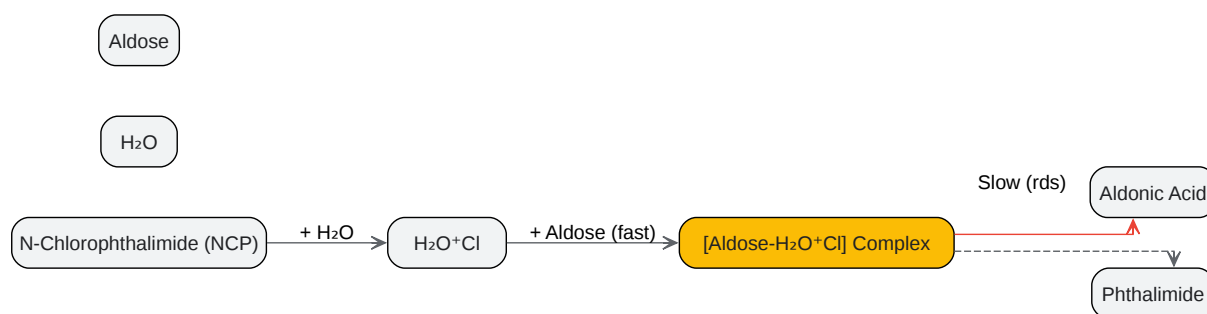 Aldose
H₂O
Slow (rds)
Aldonic Acid
N-Chlorophthalimide (NCP)
+ H₂O
H₂O⁺Cl
+ Aldose (fast)
[Aldose-H₂O⁺Cl] Complex
Phthalimide